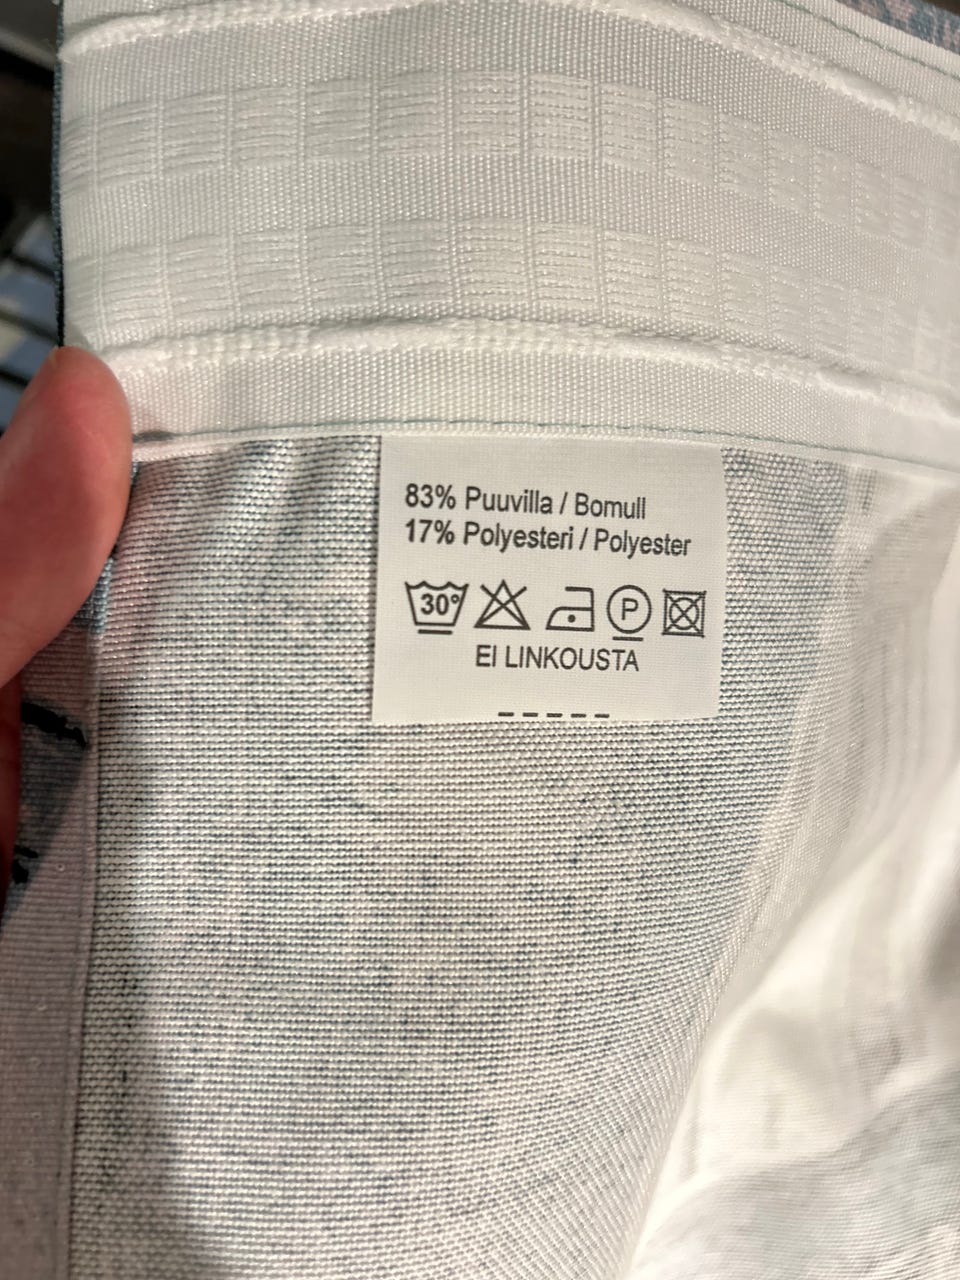 83% Puuvilla / Bomull
17% Polyesteri / Polyester
30° P
EI LINKOUSTA